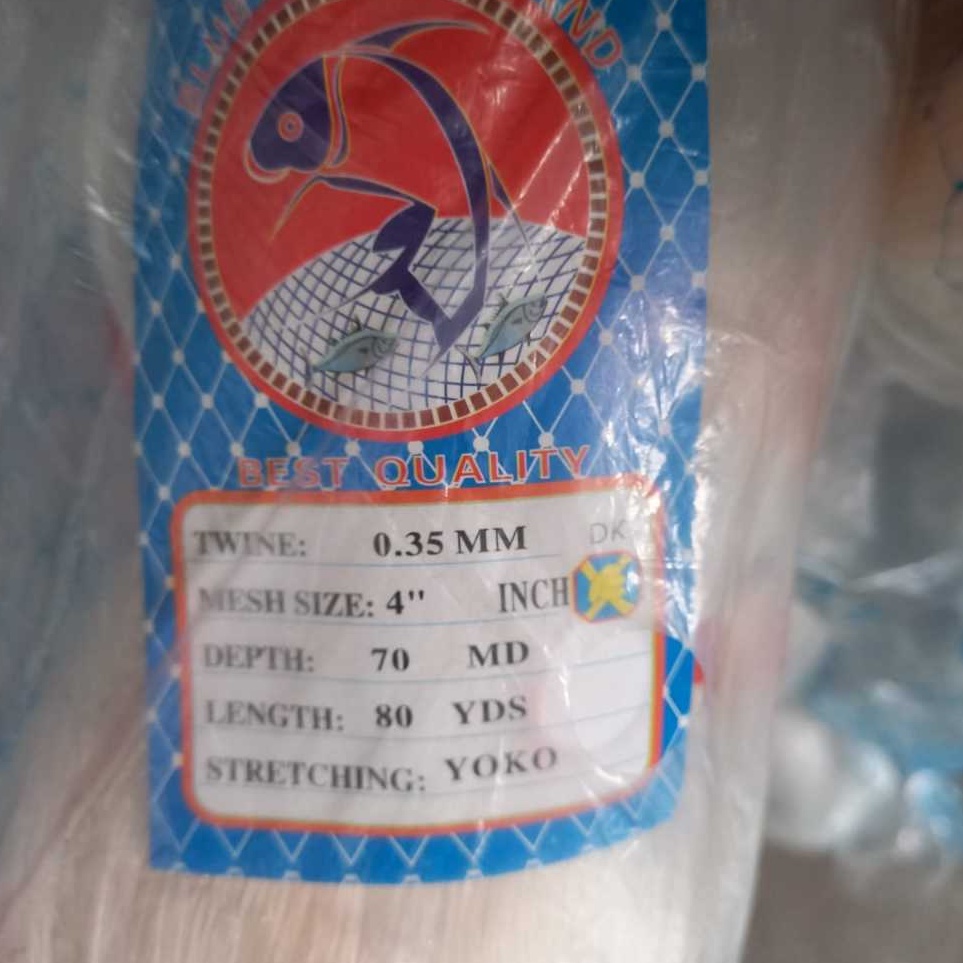 BEST QUALITY
TWINE: 0.35 MM DK
MESH SIZE: 4" INCH
DEPTH: 70 MD
LENGTH: 80 YDS
STRETCHING: YOKO